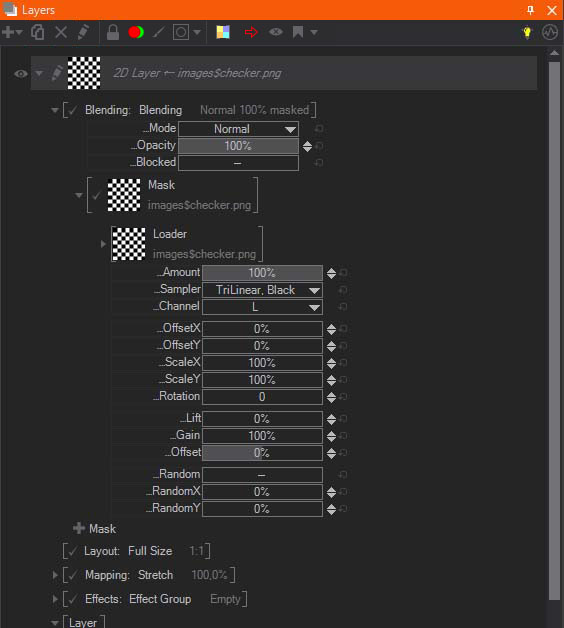 Layers
2D Layer ← images$checker.png
Blending: Blending Normal 100% masked
...Mode Normal
...Opacity 100%
...Blocked –
Mask
images$checker.png
Loader
images$checker.png
...Amount 100%
...Sampler TriLinear, Black
...Channel L
...OffsetX 0%
...OffsetY 0%
...ScaleX 100%
...ScaleY 100%
...Rotation 0
...Lift 0%
...Gain 100%
...Offset 0%
...Random –
...RandomX 0%
...RandomY 0%
Mask
Layout: Full Size 1:1
Mapping: Stretch 100,0%
Effects: Effect Group Empty
Layer